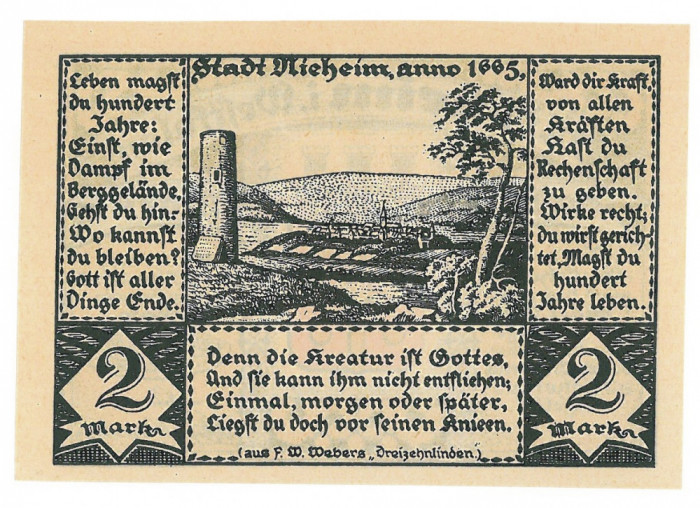 Stadt Nieheim, anno 1665,
Leben magst
du hundert
Jahre:
Einst, wie
Dampf im
Berggelände,
Gehst du hin-
Wo kannst
du bleiben?
Gott ist aller
Dinge Ende.
Ward dir Kraft,
von allen
Kräften
Hast du
Rechenschaft
zu geben.
Wirke recht;
du wirst gerich-
tet, Magst du
hundert
Jahre leben.
Denn die Kreatur ist Gottes,
Und sie kann ihm nicht entfliehen;
Einmal, morgen oder später,
Liegst du doch vor seinen Knieen.
(aus F. W. Webers „Dreizehnlinden.)
2
Mark
2
Mark